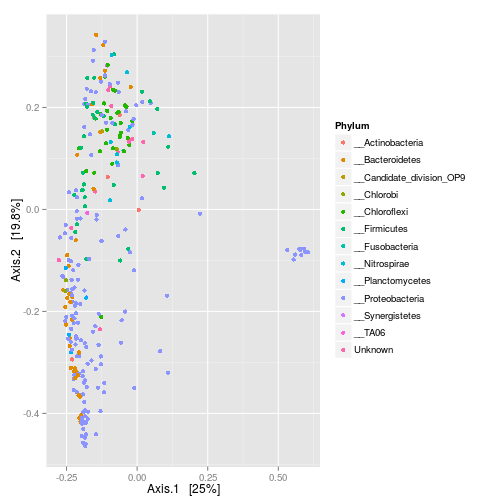 Phylum
__Actinobacteria
__Bacteroidetes
__Candidate_division_OP9
__Chlorobi
__Chloroflexi
__Firmicutes
__Fusobacteria
__Nitrospirae
__Planctomycetes
__Proteobacteria
__Synergistetes
__TA06
Unknown
Axis.2 [19.8%]
0.2
0.0
-0.2
-0.4
-0.25
0.00
0.25
0.50
Axis.1 [25%]